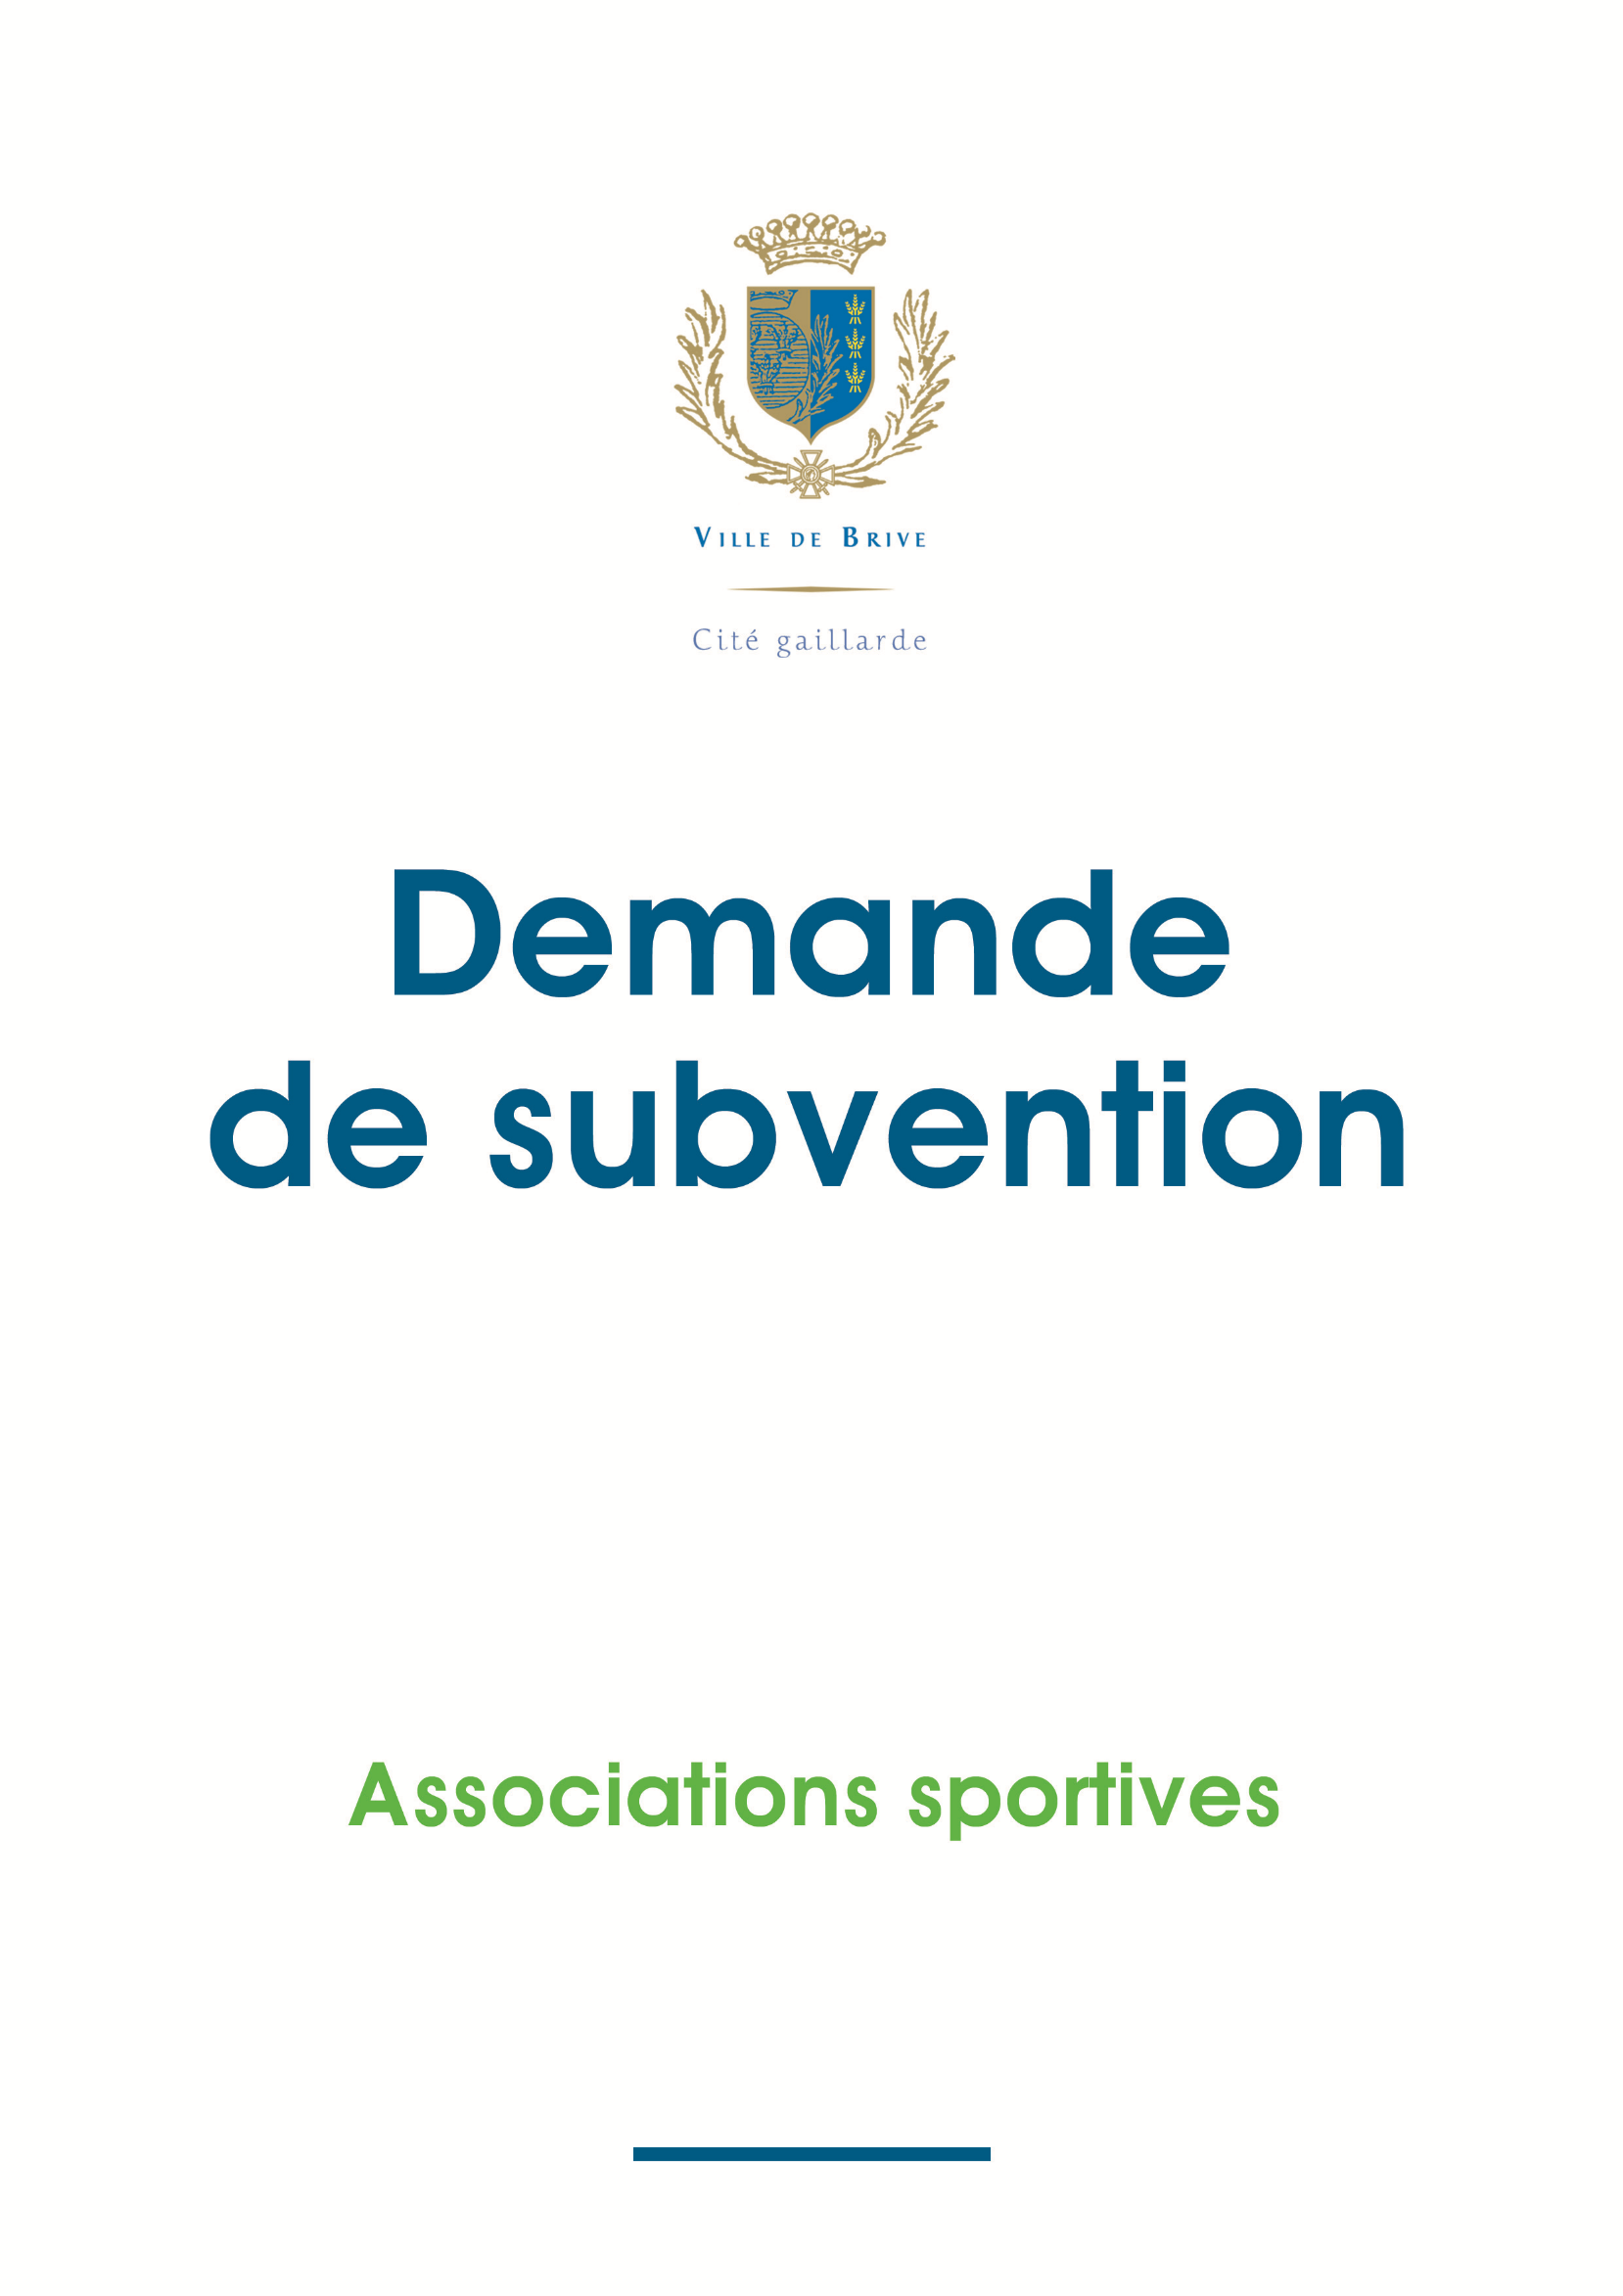 Ville de Brive
Cité gaillarde
Demande
de subvention
Associations sportives